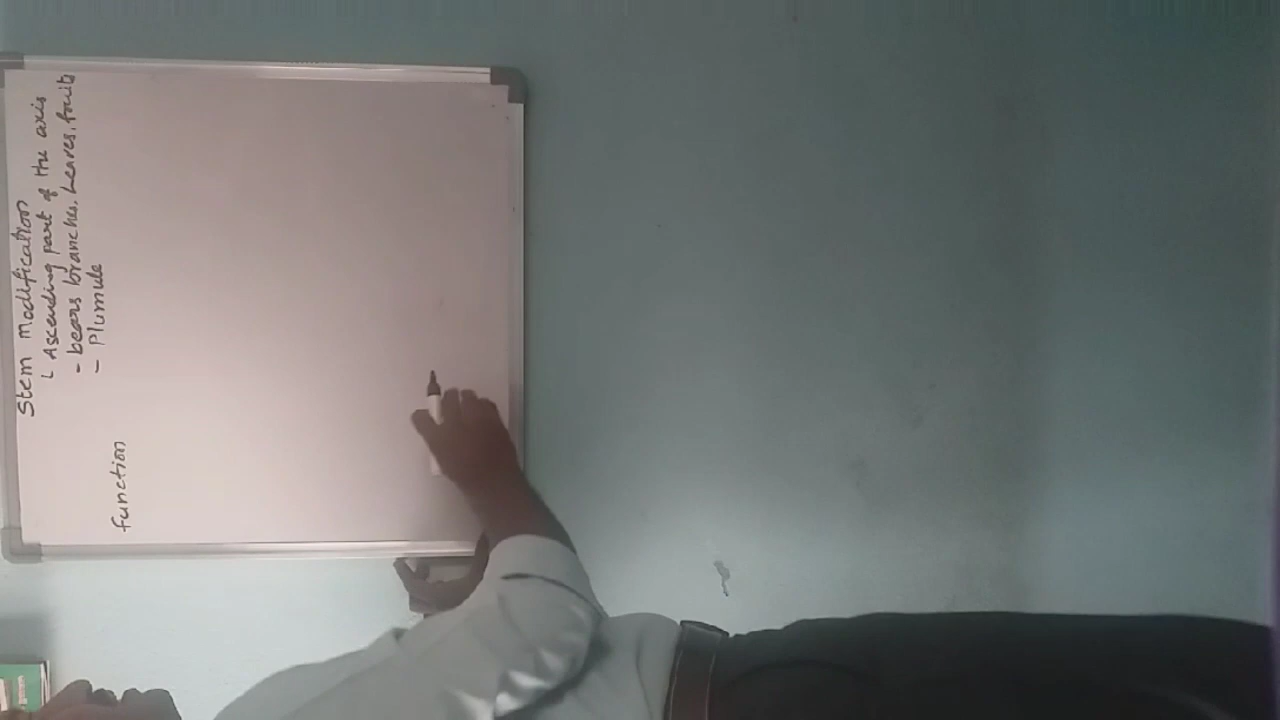 Stem Modification
Ascending part of the axis
- bears branches, Leaves, fruits
- Plumule
function